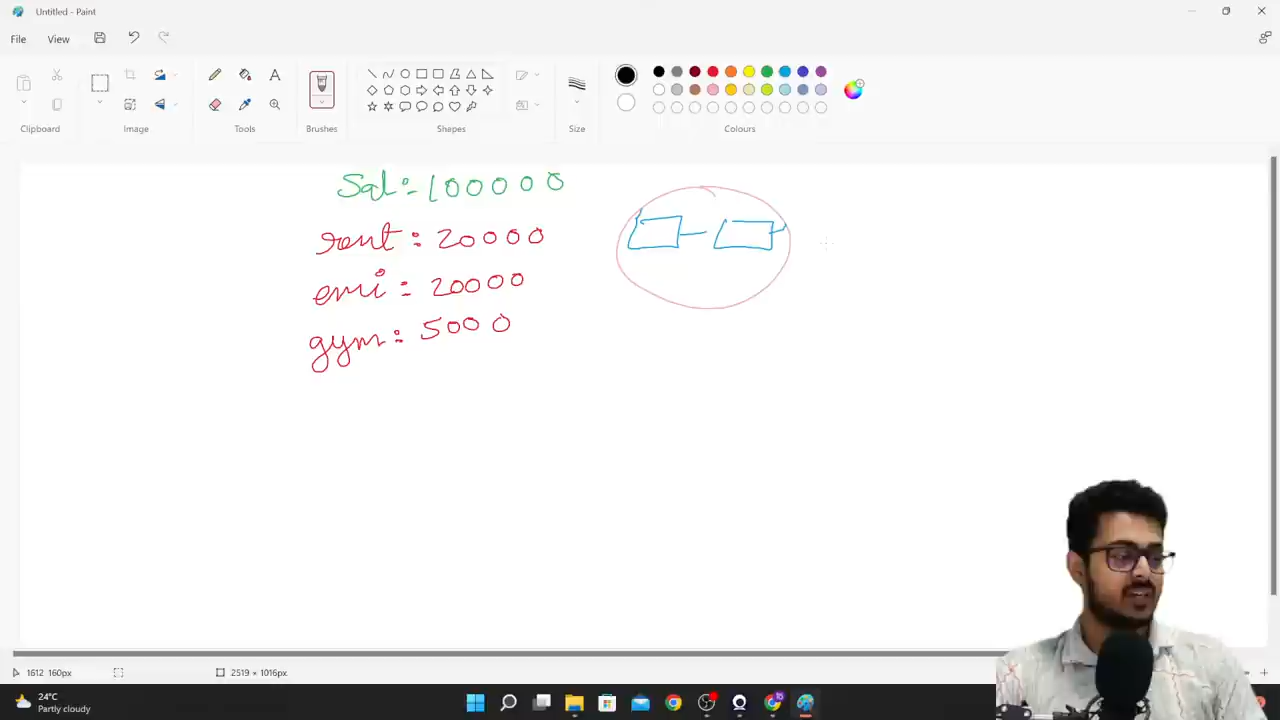 Untitled - Paint
File View
Clipboard
Image
Tools
Brushes
Shapes
Size
Colours
Sal:- 100000
rent : 20000
emi : 20000
gym : 5000
1612 160px
2519 × 1016px
24°C
Partly cloudy